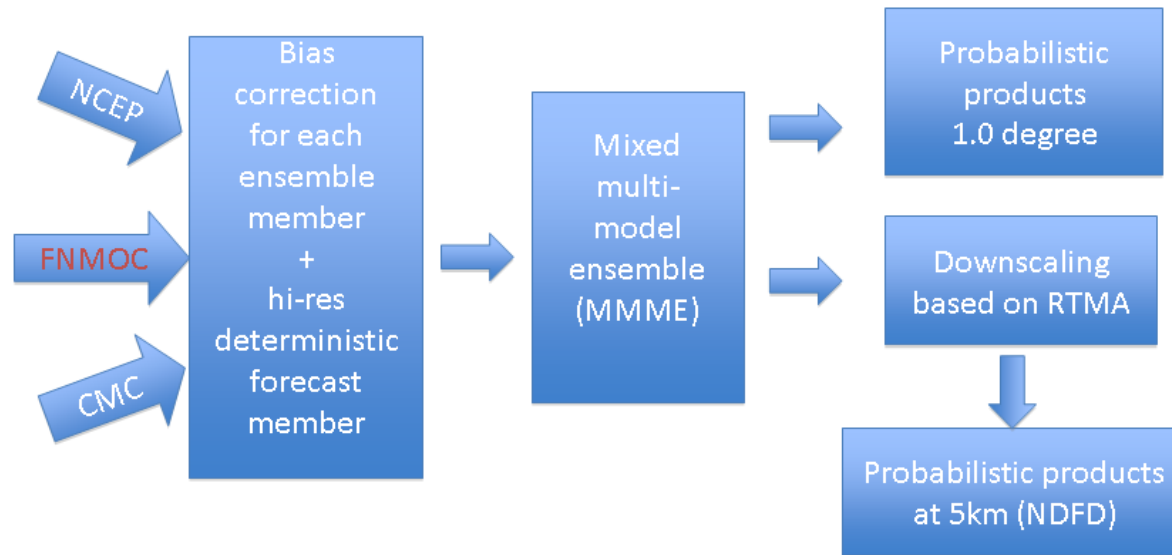 NCEP
FNMOC
CMC
Bias
correction
for each
ensemble
member
+
hi-res
deterministic
forecast
member
Mixed
multi-
model
ensemble
(MMME)
Probabilistic
products
1.0 degree
Downscaling
based on RTMA
Probabilistic products
at 5km (NDFD)